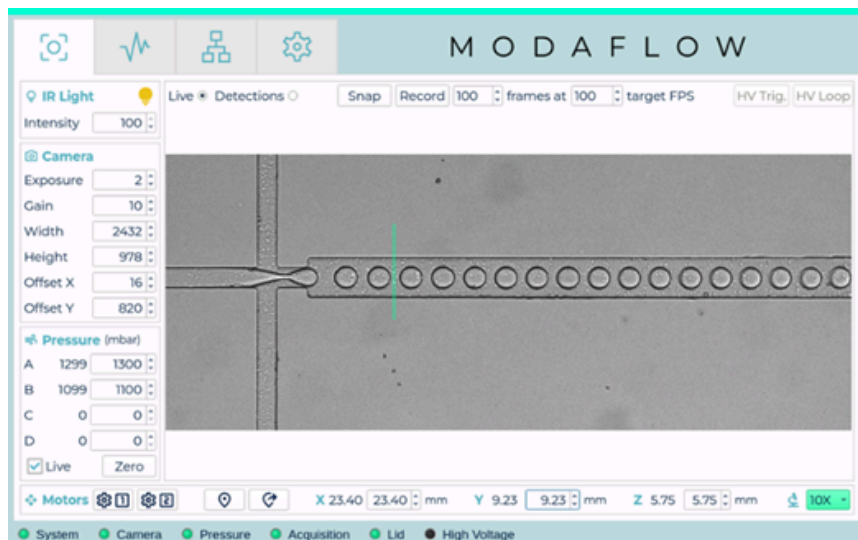 MODAFLOW
IR Light
Intensity 100
Live Detections Snap Record 100 frames at 100 target FPS HV Trig. HV Loop
Camera
Exposure 2
Gain 10
Width 2432
Height 978
Offset X 16
Offset Y 820
Pressure (mbar)
A 1299 1300
B 1099 1100
C 0 0
D 0 0
Live Zero
Motors 1 2 X 23.40 23.40 mm Y 9.23 9.23 mm Z 5.75 5.75 mm 10X
System Camera Pressure Acquisition Lid High Voltage